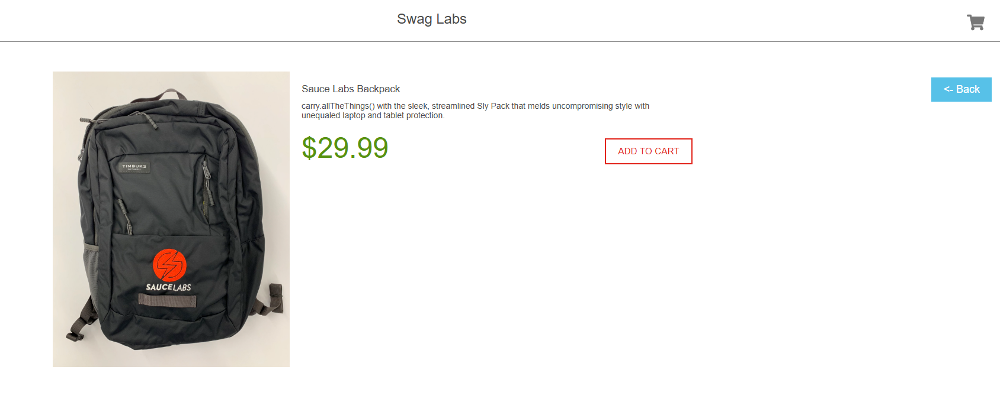 Swag Labs
Sauce Labs Backpack
<- Back
carry.allTheThings() with the sleek, streamlined Sly Pack that melds uncompromising style with
unequaled laptop and tablet protection.
$29.99
ADD TO CART
TIMBUK2
SAUCELABS